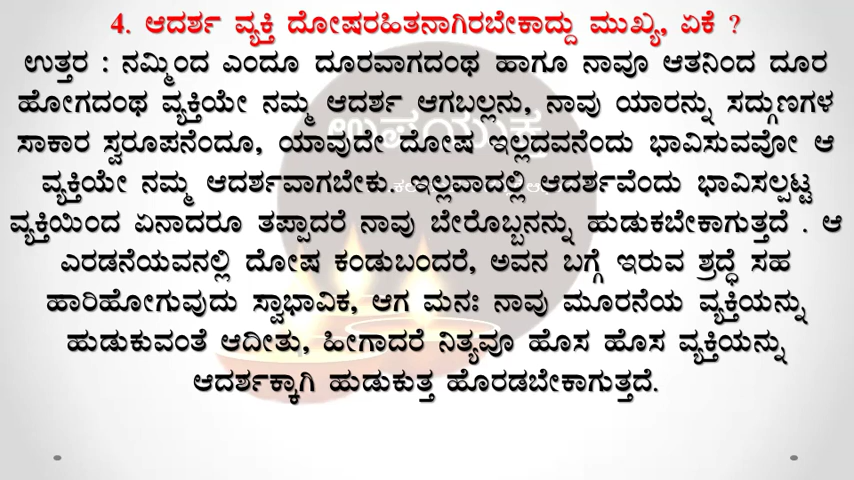 4. ಆದರ್ಶ ವ್ಯಕ್ತಿ ದೋಷರಹಿತನಾಗಿರಬೇಕಾದ್ದು ಮುಖ್ಯ, ಏಕೆ ?
ಉತ್ತರ : ನಮ್ಮಿಂದ ಎಂದೂ ದೂರವಾಗದಂಥ ಹಾಗೂ ನಾವೂ ಆತನಿಂದ ದೂರ
ಹೋಗದಂಥ ವ್ಯಕ್ತಿಯೇ ನಮ್ಮ ಆದರ್ಶ ಆಗಬಲ್ಲನು, ನಾವು ಯಾರನ್ನು ಸದ್ಗುಣಗಳ
ಸಾಕಾರ ಸ್ವರೂಪನೆಂದೂ, ಯಾವುದೇ ದೋಷ ಇಲ್ಲದವನೆಂದು ಭಾವಿಸುವವೋ ಆ
ವ್ಯಕ್ತಿಯೇ ನಮ್ಮ ಆದರ್ಶವಾಗಬೇಕು. ಇಲ್ಲವಾದಲ್ಲಿ ಆದರ್ಶವೆಂದು ಭಾವಿಸಲ್ಪಟ್ಟ
ವ್ಯಕ್ತಿಯಿಂದ ಏನಾದರೂ ತಪ್ಪಾದರೆ ನಾವು ಬೇರೊಬ್ಬನನ್ನು ಹುಡುಕಬೇಕಾಗುತ್ತದೆ . ಆ
ಎರಡನೆಯವನಲ್ಲಿ ದೋಷ ಕಂಡುಬಂದರೆ, ಅವನ ಬಗ್ಗೆ ಇರುವ ಶ್ರದ್ಧೆ ಸಹ
ಹಾರಿಹೋಗುವುದು ಸ್ವಾಭಾವಿಕ, ಆಗ ಮನಃ ನಾವು ಮೂರನೆಯ ವ್ಯಕ್ತಿಯನ್ನು
ಹುಡುಕುವಂತೆ ಆದೀತು, ಹೀಗಾದರೆ ನಿತ್ಯವೂ ಹೊಸ ಹೊಸ ವ್ಯಕ್ತಿಯನ್ನು
ಆದರ್ಶಕ್ಕಾಗಿ ಹುಡುಕುತ್ತ ಹೊರಡಬೇಕಾಗುತ್ತದೆ.